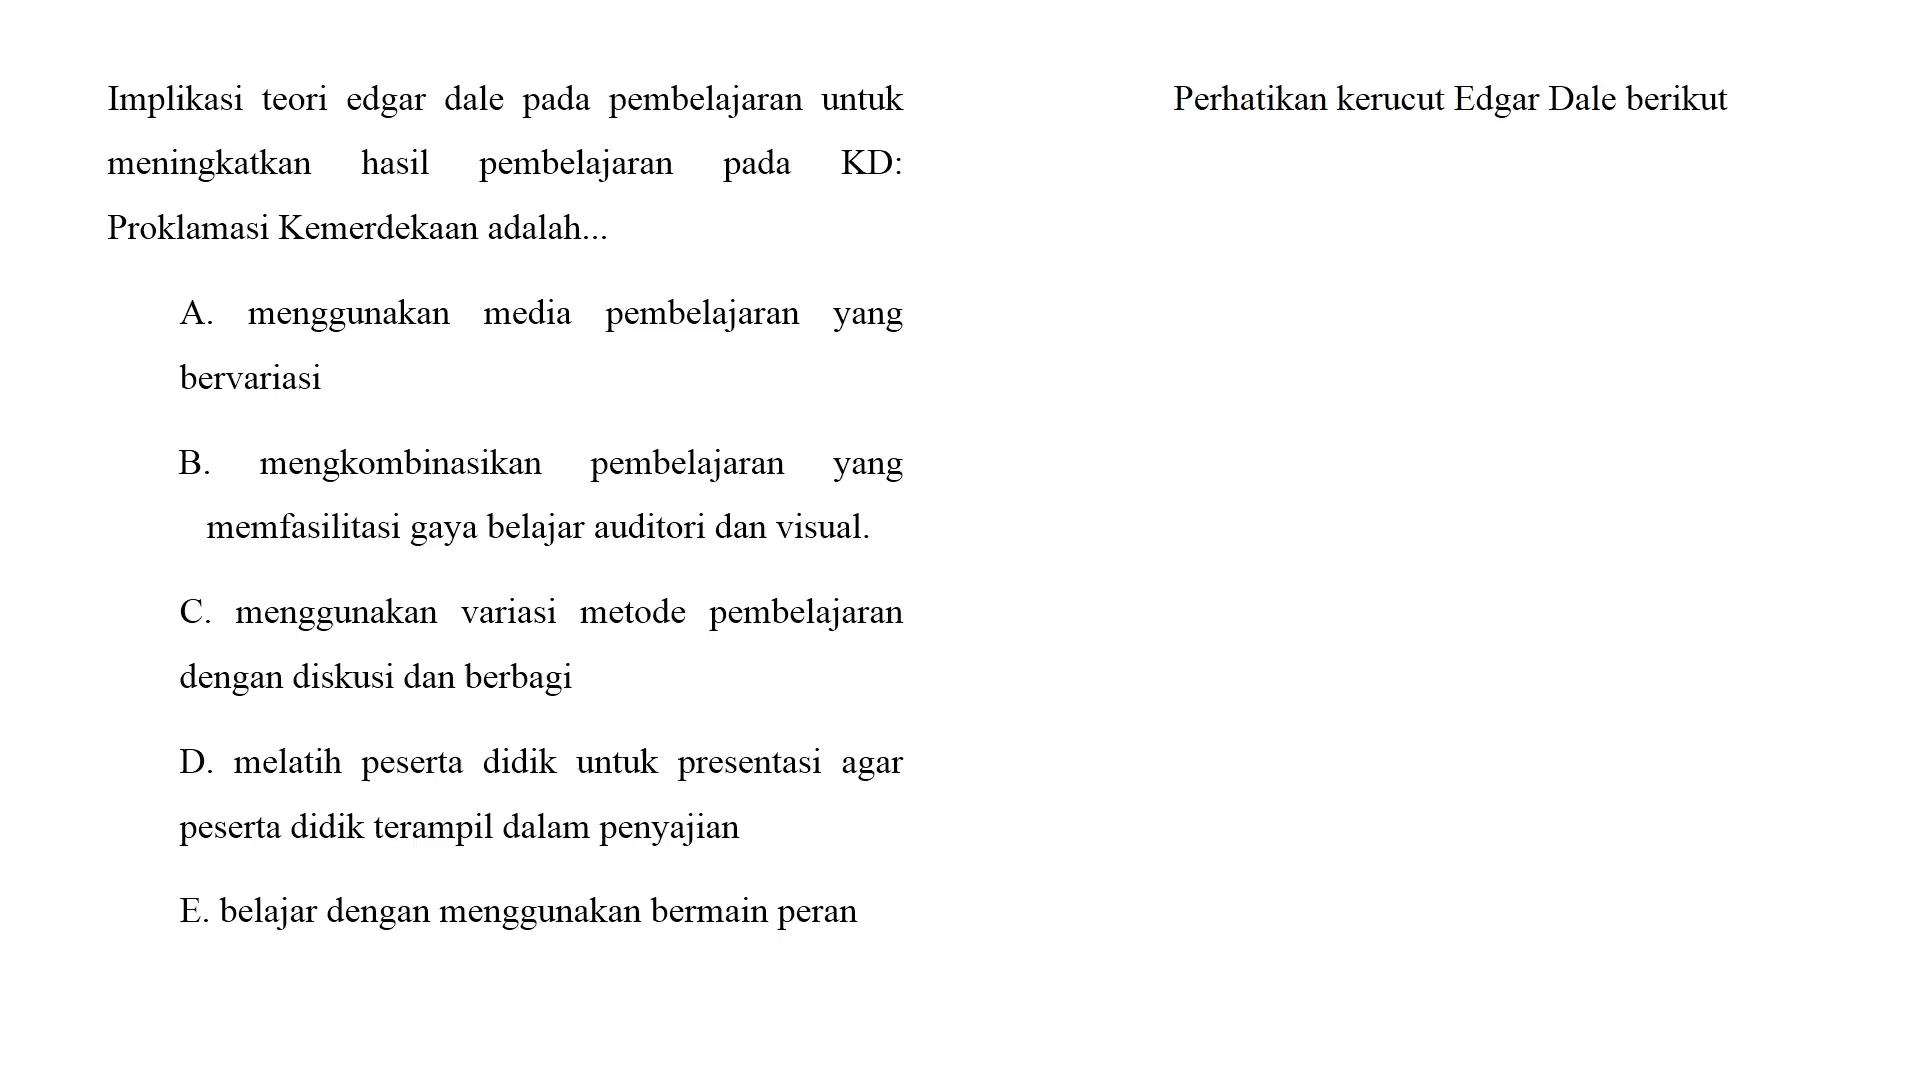 Implikasi teori edgar dale pada pembelajaran untuk
meningkatkan hasil pembelajaran pada KD:
Proklamasi Kemerdekaan adalah...
A. menggunakan media pembelajaran yang
bervariasi
B. mengkombinasikan pembelajaran yang
memfasilitasi gaya belajar auditori dan visual.
C. menggunakan variasi metode pembelajaran
dengan diskusi dan berbagi
D. melatih peserta didik untuk presentasi agar
peserta didik terampil dalam penyajian
E. belajar dengan menggunakan bermain peran
Perhatikan kerucut Edgar Dale berikut